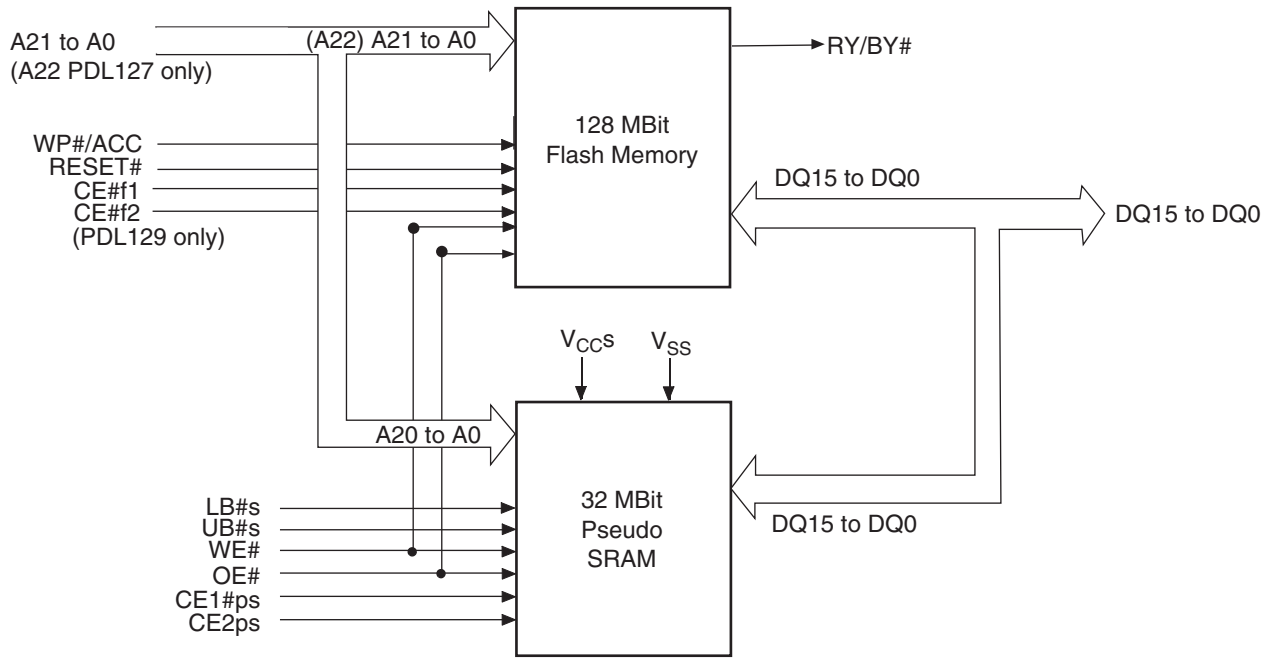 A21 to A0
(A22 PDL127 only)
(A22) A21 to A0
RY/BY#
WP#/ACC
RESET#
CE#f1
CE#f2
(PDL129 only)
128 MBit
Flash Memory
DQ15 to DQ0
DQ15 to DQ0
VCCs
VSS
A20 to A0
LB#s
UB#s
WE#
OE#
CE1#ps
CE2ps
32 MBit
Pseudo
SRAM
DQ15 to DQ0